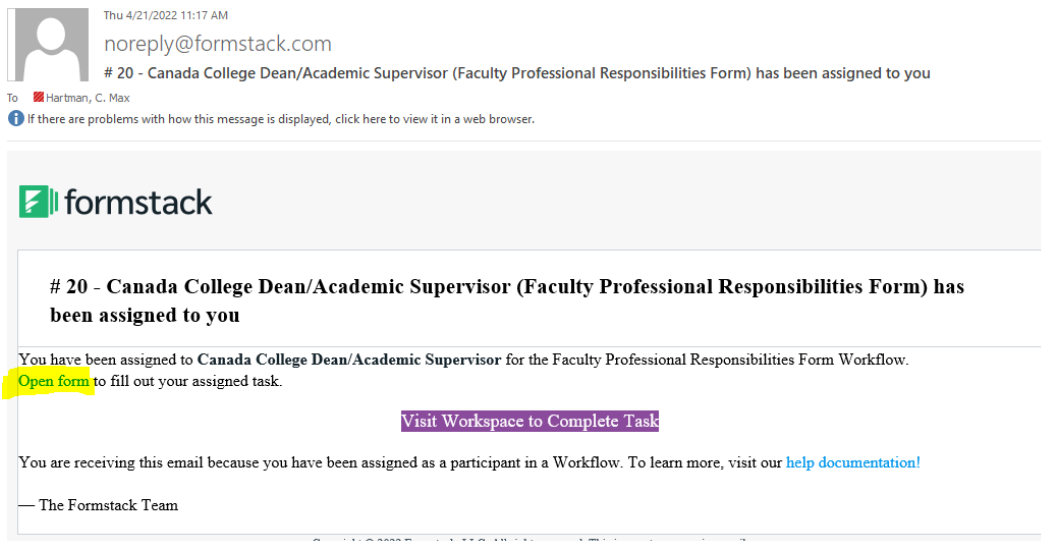 Thu 4/21/2022 11:17 AM
noreply@formstack.com
# 20 - Canada College Dean/Academic Supervisor (Faculty Professional Responsibilities Form) has been assigned to you
To Hartman, C. Max
If there are problems with how this message is displayed, click here to view it in a web browser.
formstack
# 20 - Canada College Dean/Academic Supervisor (Faculty Professional Responsibilities Form) has
been assigned to you
You have been assigned to Canada College Dean/Academic Supervisor for the Faculty Professional Responsibilities Form Workflow.
Open form to fill out your assigned task.
Visit Workspace to Complete Task
You are receiving this email because you have been assigned as a participant in a Workflow. To learn more, visit our help documentation!
— The Formstack Team